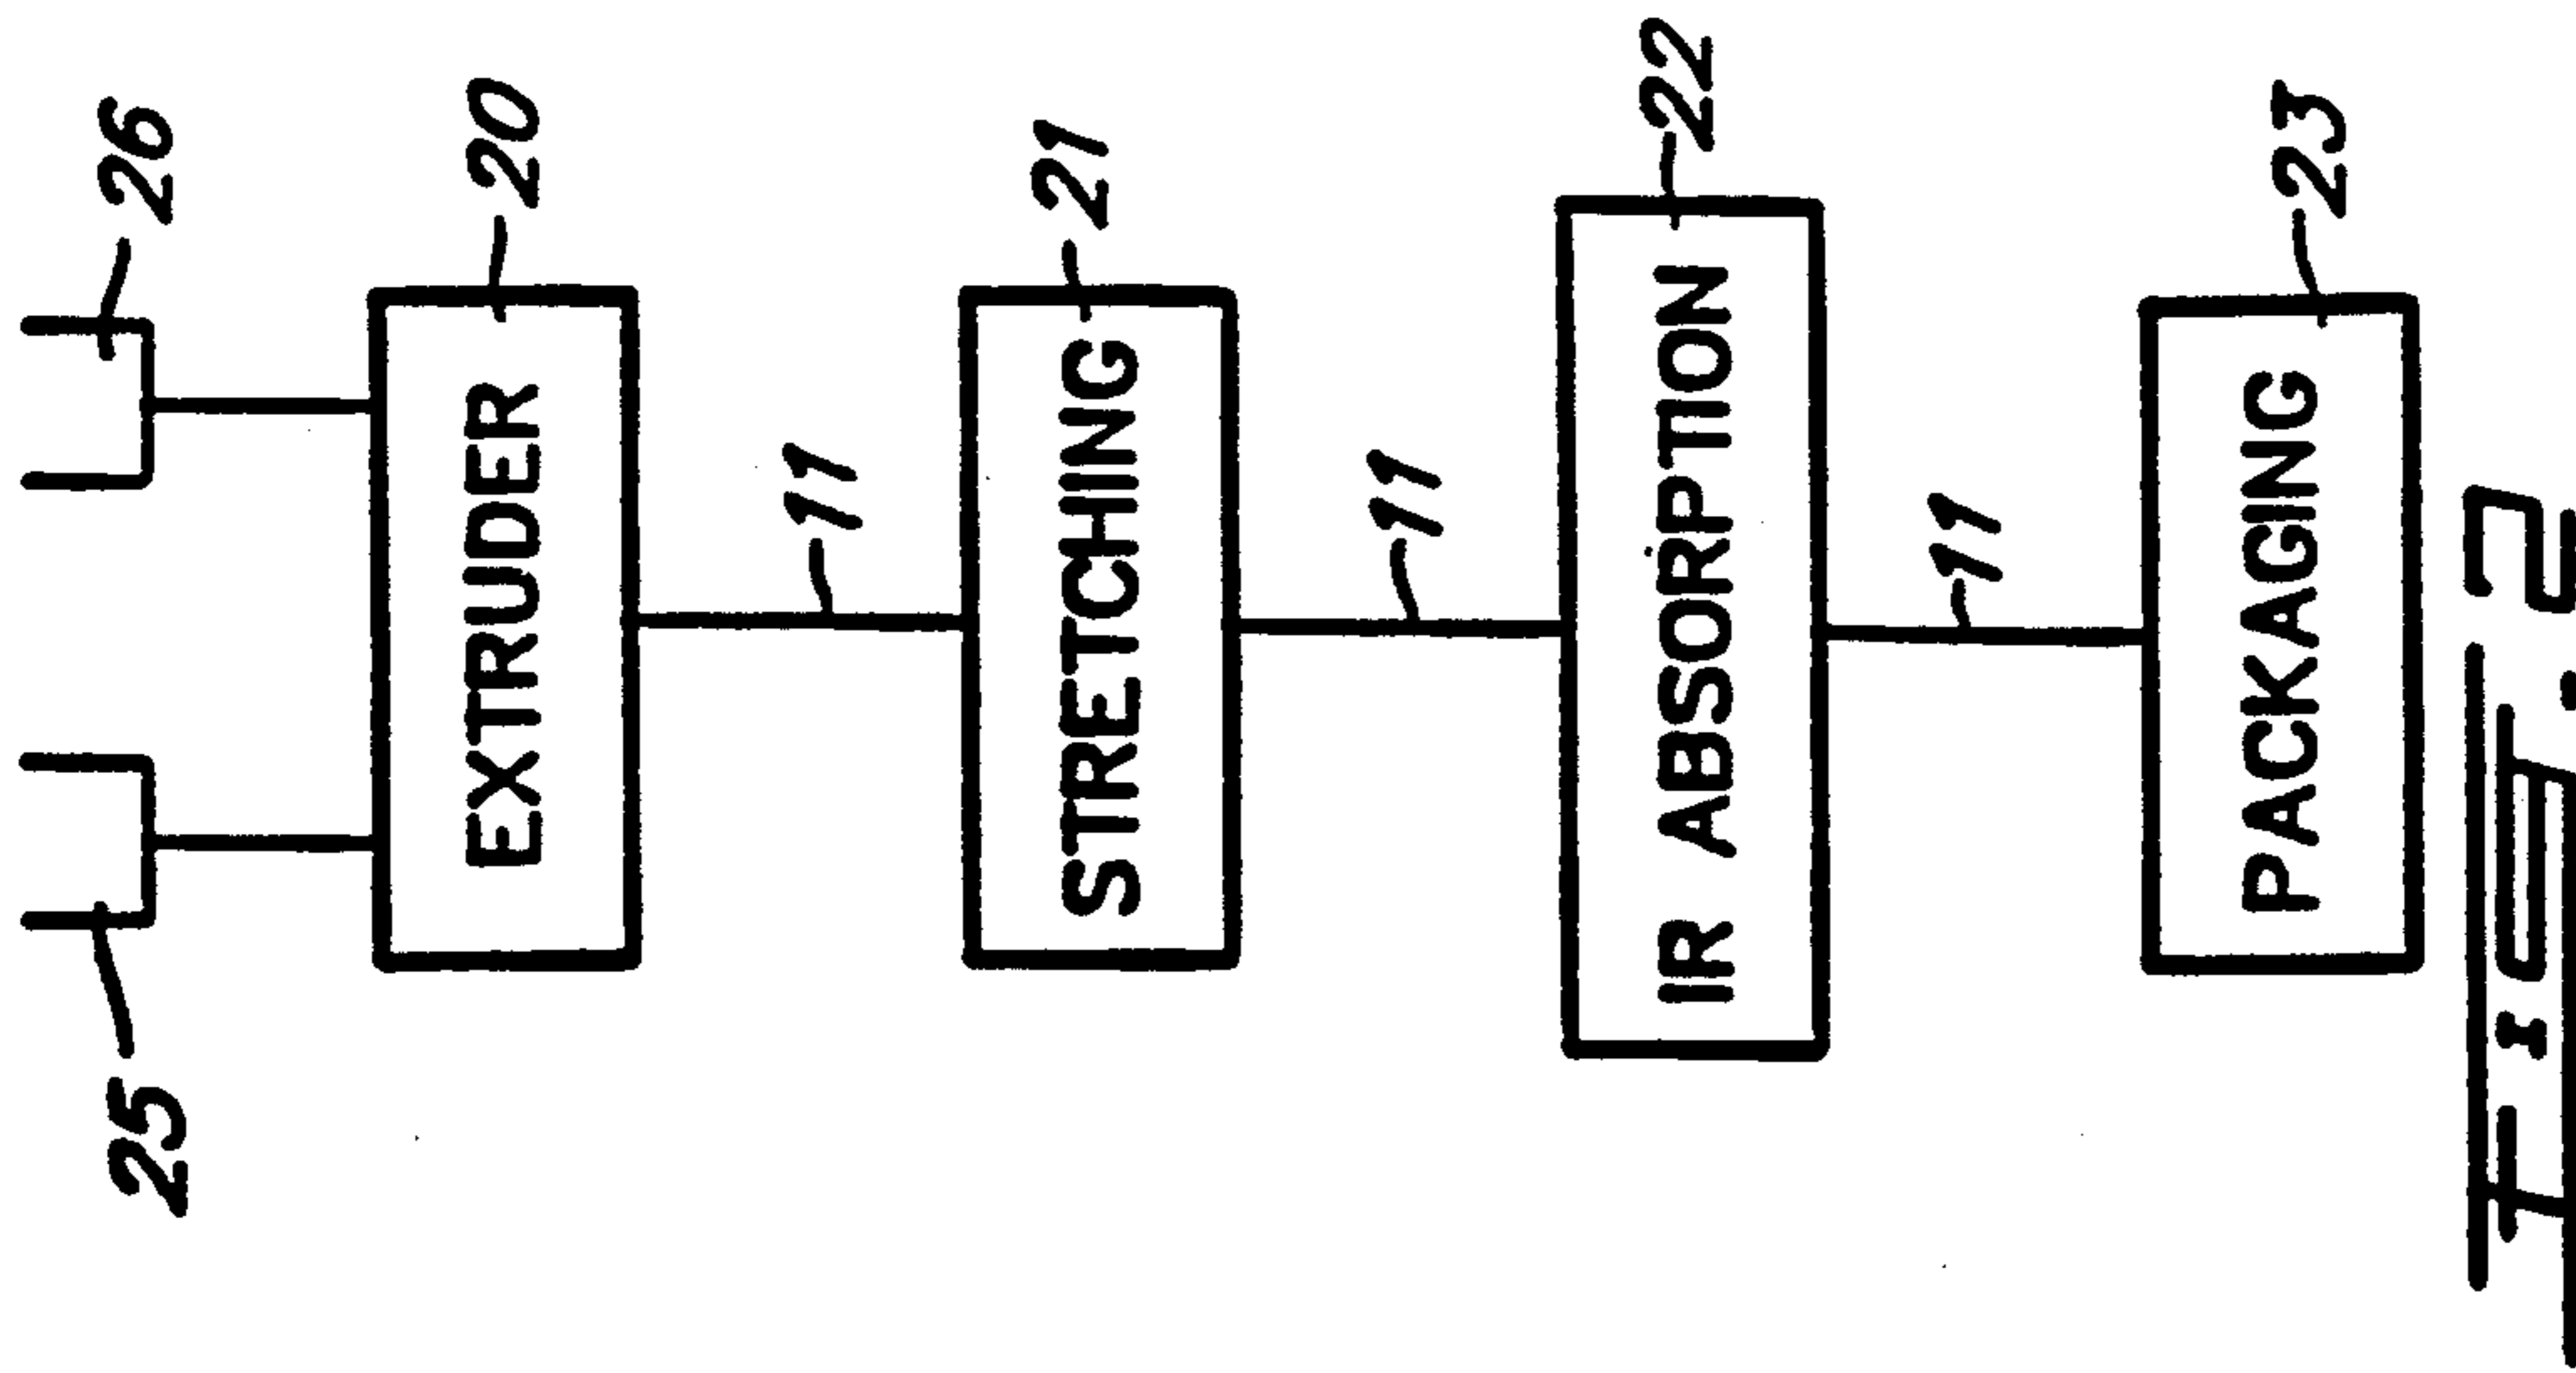 25
26
EXTRUDER
20
11
STRETCHING
21
11
IR ABSORPTION
22
11
PACKAGING
23
FIG. 2